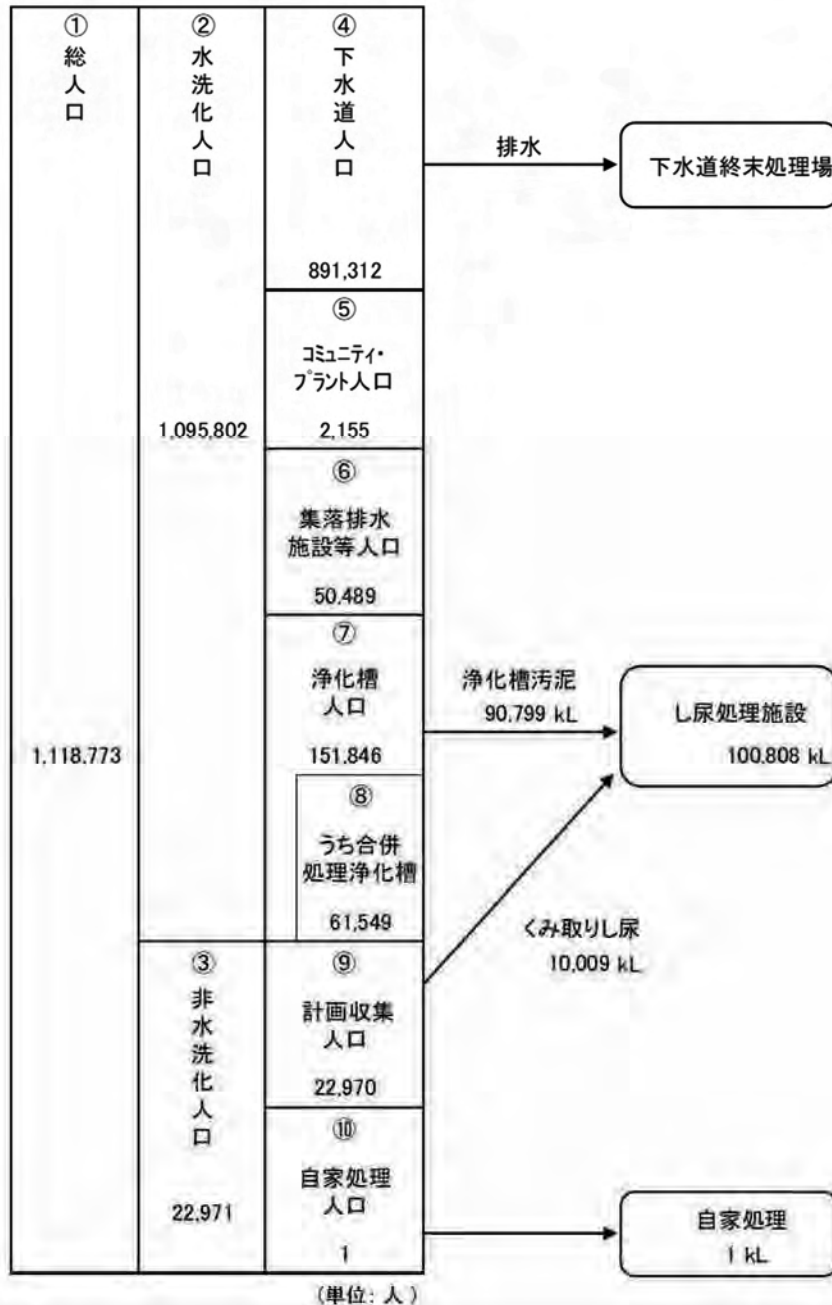 ①
総人口
1,118,773
②
水洗化人口
1,095,802
③
非水洗化人口
22,971
④
下水道人口
891,312
⑤
コミュニティ・
プラント人口
2,155
⑥
集落排水
施設等人口
50,489
⑦
浄化槽
人口
151,846
⑧
うち合併
処理浄化槽
61,549
⑨
計画収集
人口
22,970
⑩
自家処理
人口
1
(単位: 人)
排水
下水道終末処理場
浄化槽汚泥
90,799 kL
し尿処理施設
100,808 kL
くみ取りし尿
10,009 kL
自家処理
1 kL